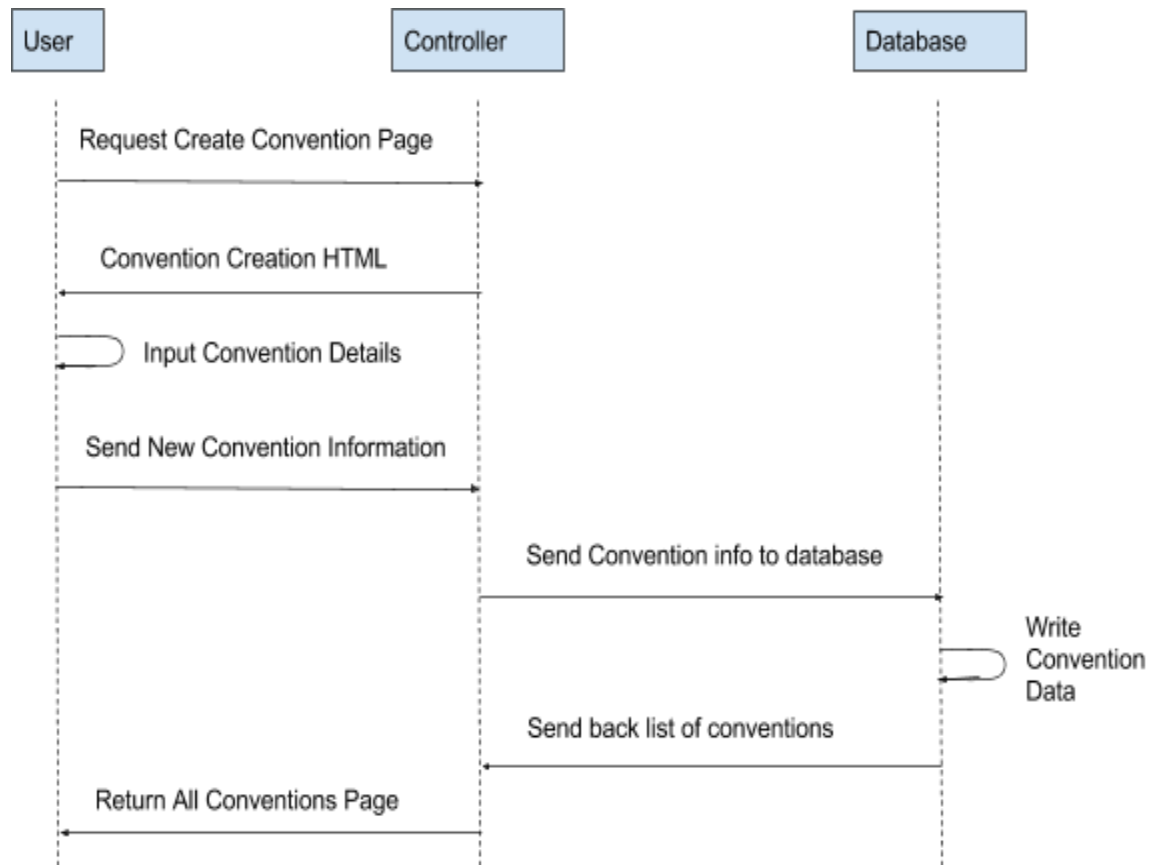 User
Controller
Database
Request Create Convention Page
Convention Creation HTML
Input Convention Details
Send New Convention Information
Send Convention info to database
Write
Convention
Data
Send back list of conventions
Return All Conventions Page